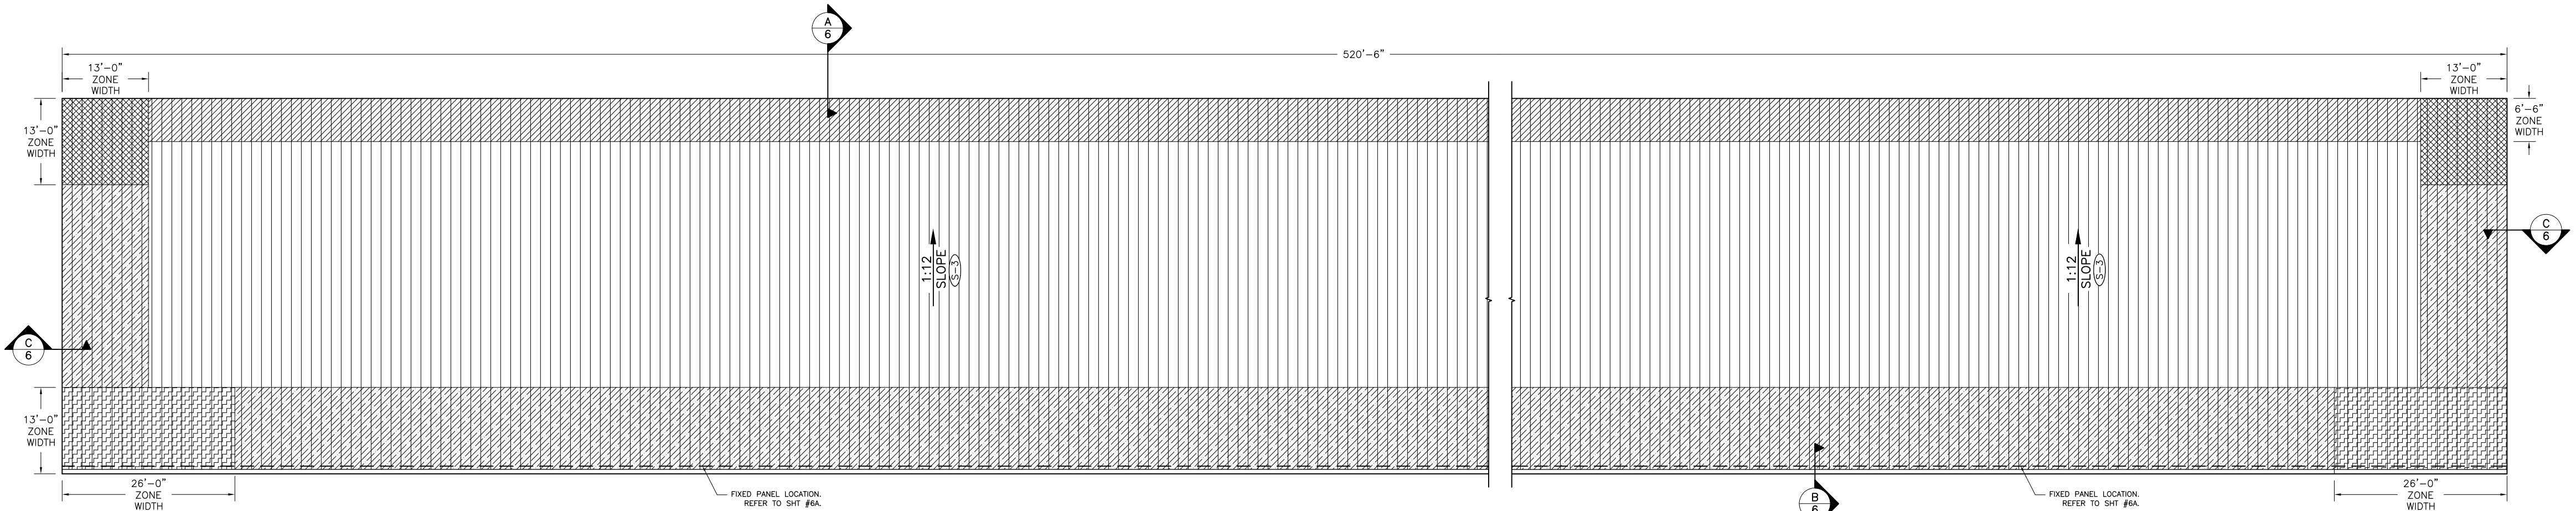 A
6
520'-6"
13'-0"
ZONE
WIDTH
13'-0"
ZONE
WIDTH
13'-0"
ZONE
WIDTH
6'-6"
ZONE
WIDTH
1:12
SLOPE
S-3
1:12
SLOPE
S-3
C
6
C
6
13'-0"
ZONE
WIDTH
26'-0"
ZONE
WIDTH
FIXED PANEL LOCATION.
REFER TO SHT #6A.
B
6
FIXED PANEL LOCATION.
REFER TO SHT #6A.
26'-0"
ZONE
WIDTH